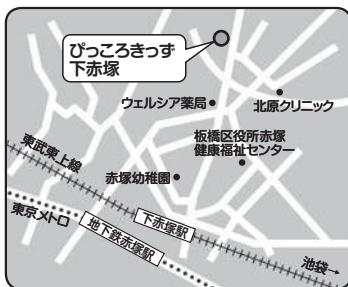 ぴっころきっず
下赤塚
ウェルシア薬局
北原クリニック
板橋区役所赤塚
健康福祉センター
赤塚幼稚園
東武東上線
下赤塚駅
東京メトロ
地下鉄赤塚駅
池袋→